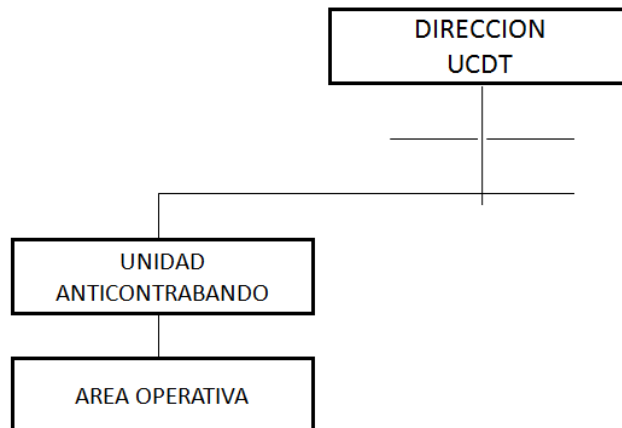 DIRECCION
UCDT
UNIDAD
ANTICONTRABANDO
AREA OPERATIVA